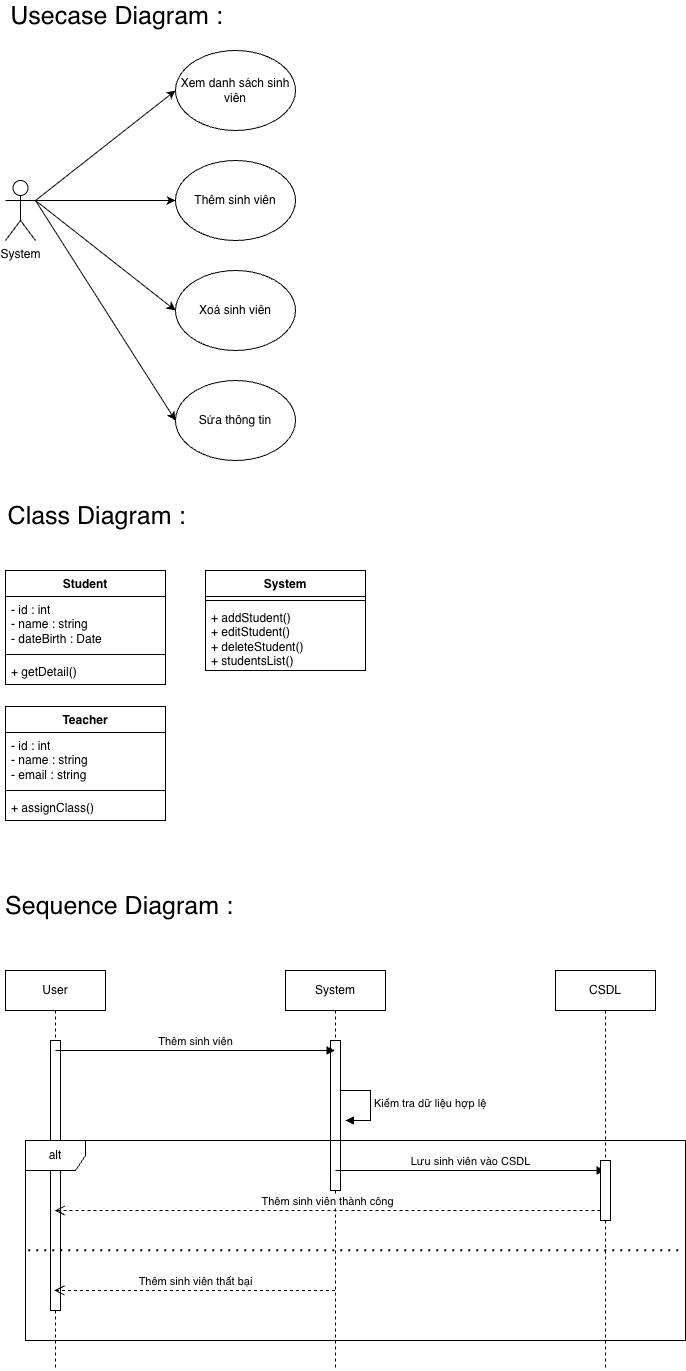 Usecase Diagram :
Xem danh sách sinh
viên
Thêm sinh viên
System
Xoá sinh viên
Sửa thông tin
Class Diagram :
Student
- id : int
- name : string
- dateBirth : Date
+ getDetail()
System
+ addStudent()
+ editStudent()
+ deleteStudent()
+ studentsList()
Teacher
- id : int
- name : string
- email : string
+ assignClass()
Sequence Diagram :
User
System
CSDL
Thêm sinh viên
Kiểm tra dữ liệu hợp lệ
alt
Lưu sinh viên vào CSDL
Thêm sinh viên thành công
Thêm sinh viên thất bại